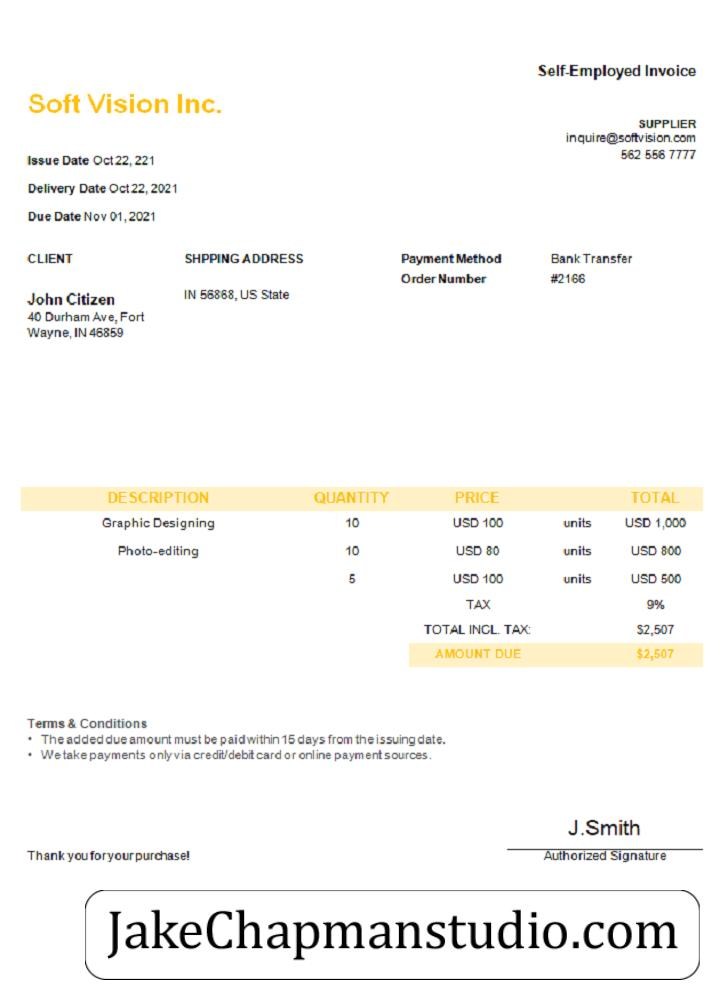 Self-Employed Invoice
Soft Vision Inc.
SUPPLIER
inquire@softvision.com
562 556 7777
Issue Date Oct 22, 221
Delivery Date Oct 22, 2021
Due Date Nov 01, 2021
CLIENT SHPPING ADDRESS Payment Method Bank Transfer
Order Number #2166
John Citizen IN 56868, US State
40 Durham Ave, Fort
Wayne, IN 46859
DESCRIPTION QUANTITY PRICE TOTAL
Graphic Designing 10 USD 100 units USD 1,000
Photo-editing 10 USD 80 units USD 800
5 USD 100 units USD 500
TAX 9%
TOTAL INCL. TAX: $2,507
AMOUNT DUE $2,507
Terms & Conditions
• The added due amount must be paid within 15 days from the issuing date.
• We take payments only via credit/debit card or online payment sources.
J.Smith
Thank you for your purchase! Authorized Signature
JakeChapmanstudio.com